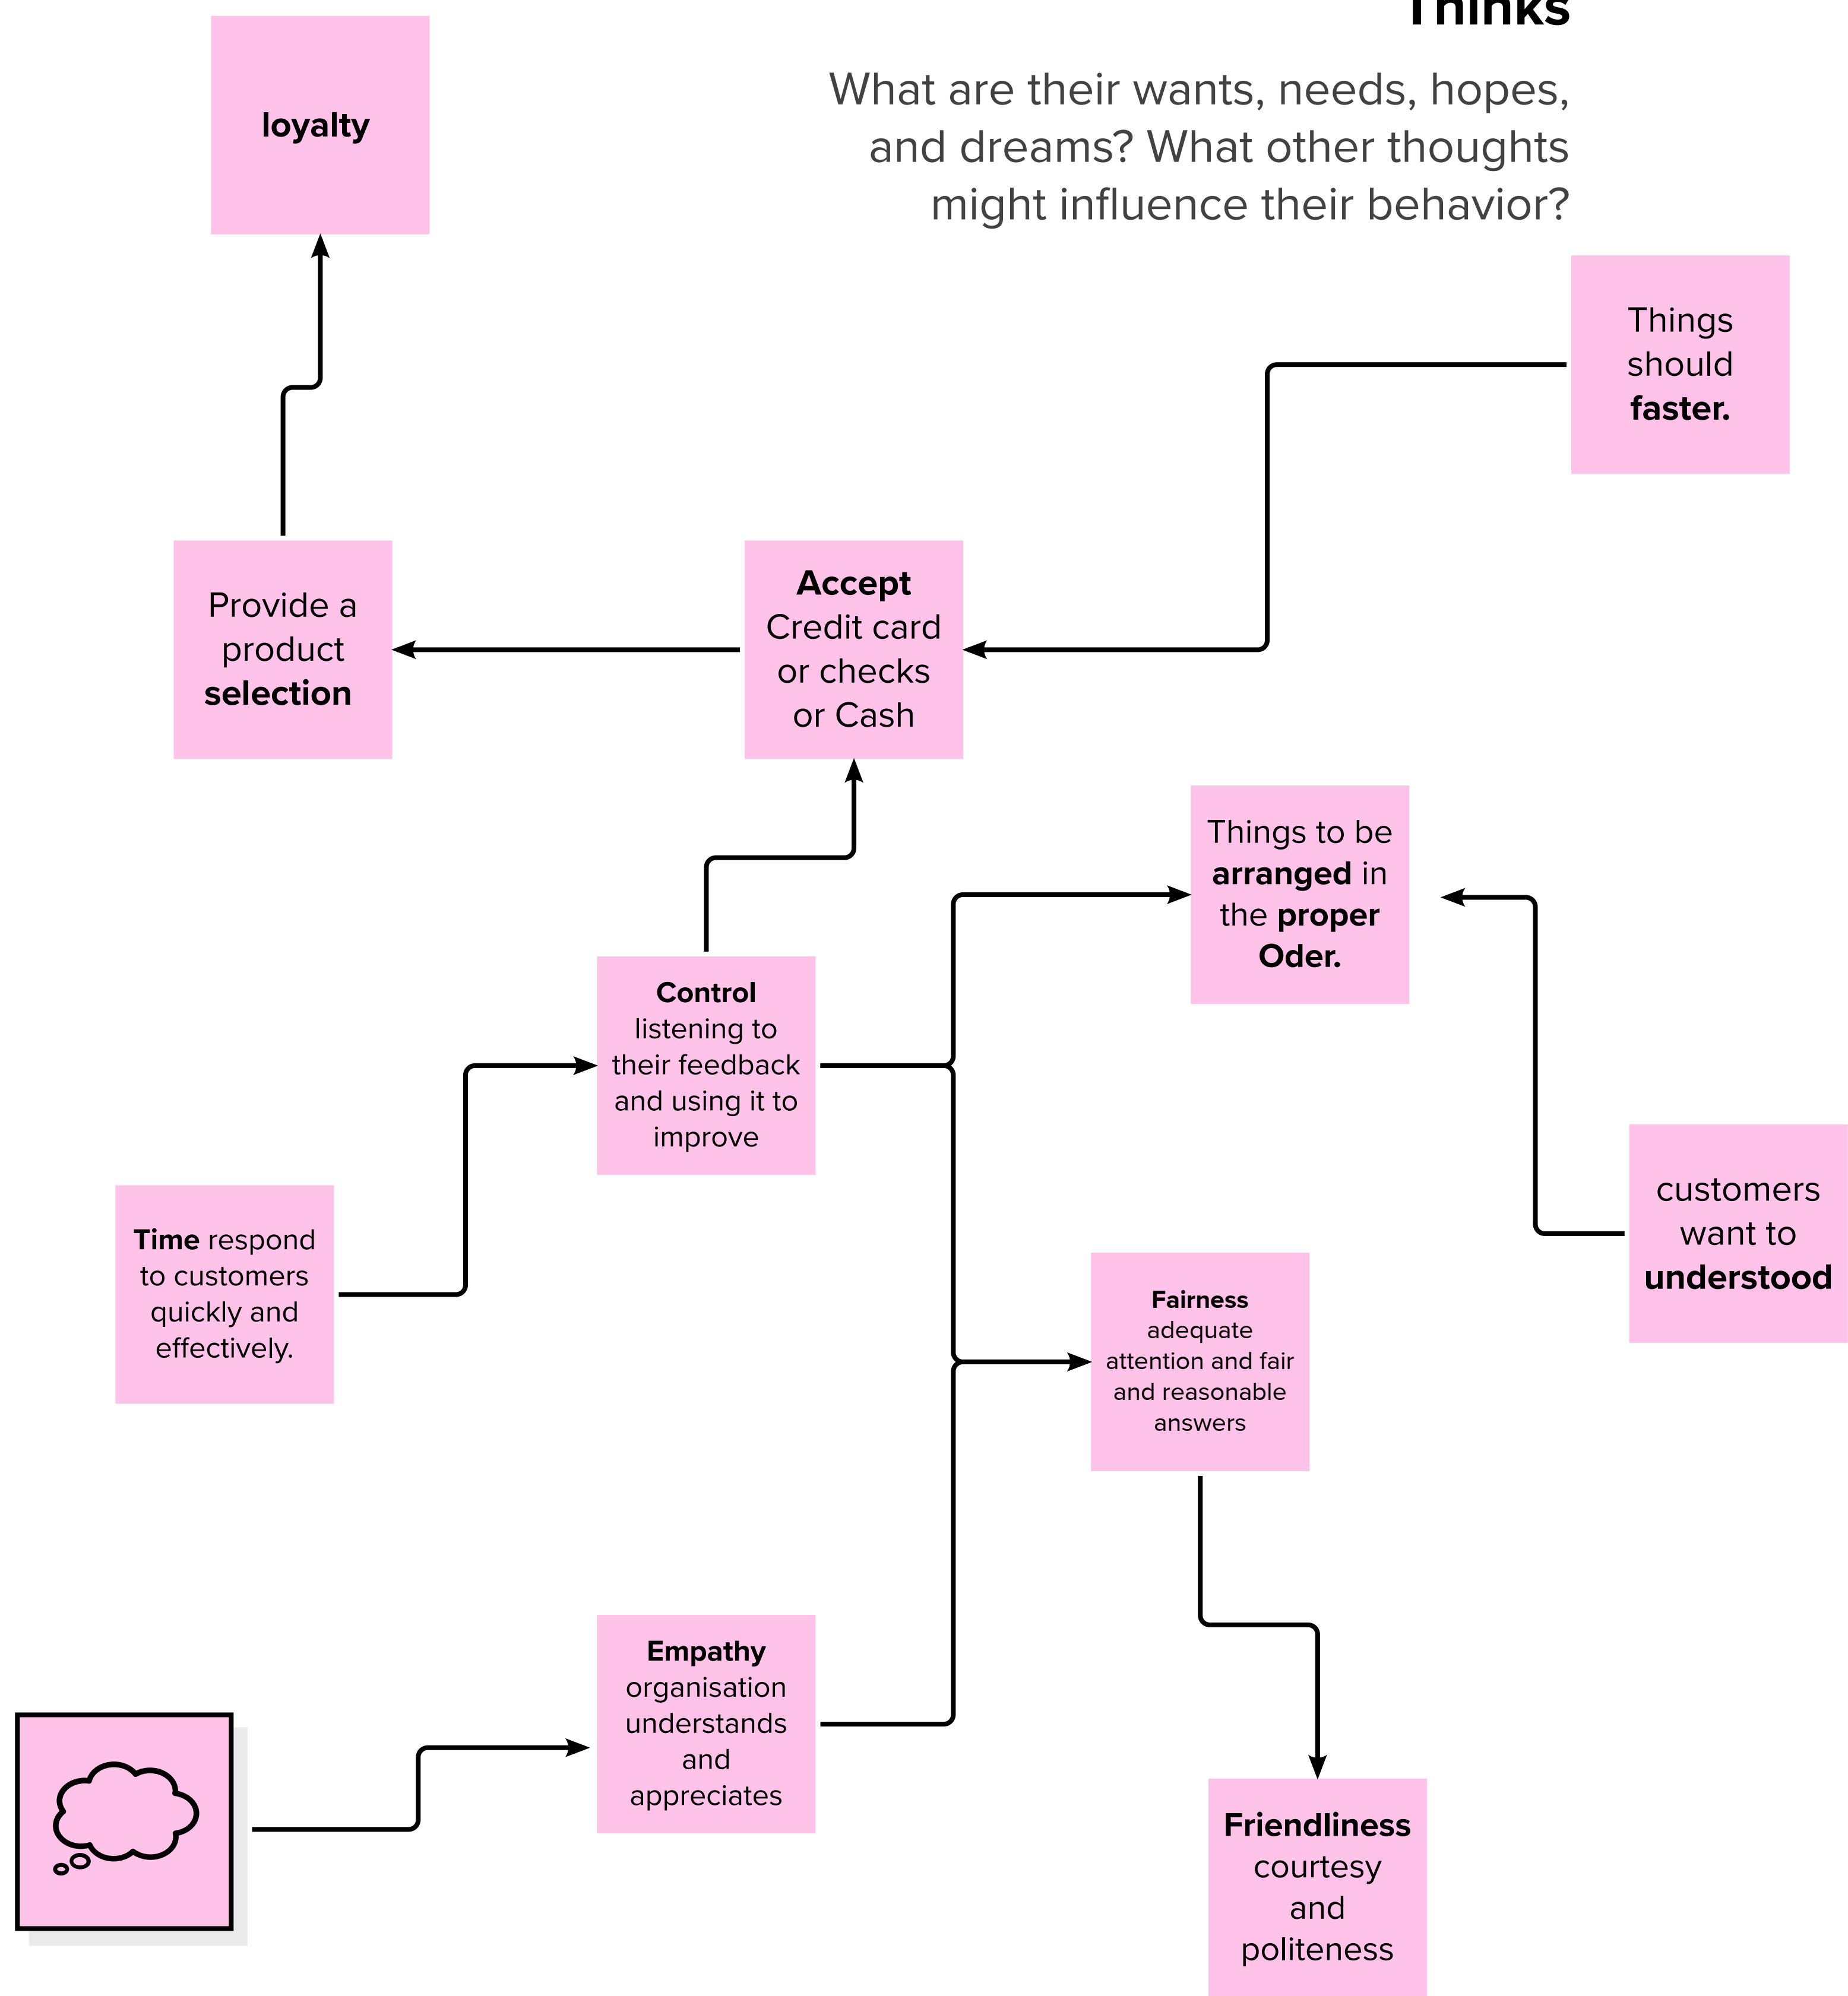 Thinks
What are their wants, needs, hopes,
and dreams? What other thoughts
might influence their behavior?
loyalty
Things
should
faster.
Provide a
product
selection
Accept
Credit card
or checks
or Cash
Things to be
arranged in
the proper
Oder.
Control
listening to
their feedback
and using it to
improve
customers
want to
understood
Time respond
to customers
quickly and
effectively.
Fairness
adequate
attention and fair
and reasonable
answers
Empathy
organisation
understands
and
appreciates
Friendliness
courtesy
and
politeness